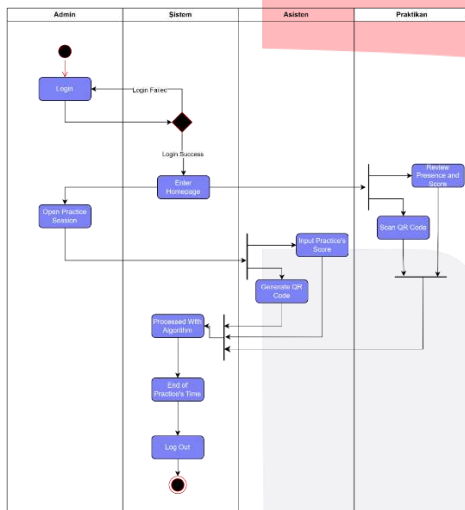 Admin
Sistem
Asisten
Praktikan
Login
Login Failed
Login Success
Enter
Homepage
Review
Presence and
Score
Open Practice
Session
Scan QR Code
Input Practice's
Score
Generate QR
Code
Processed With
Algorithm
End of
Practice's Time
Log Out